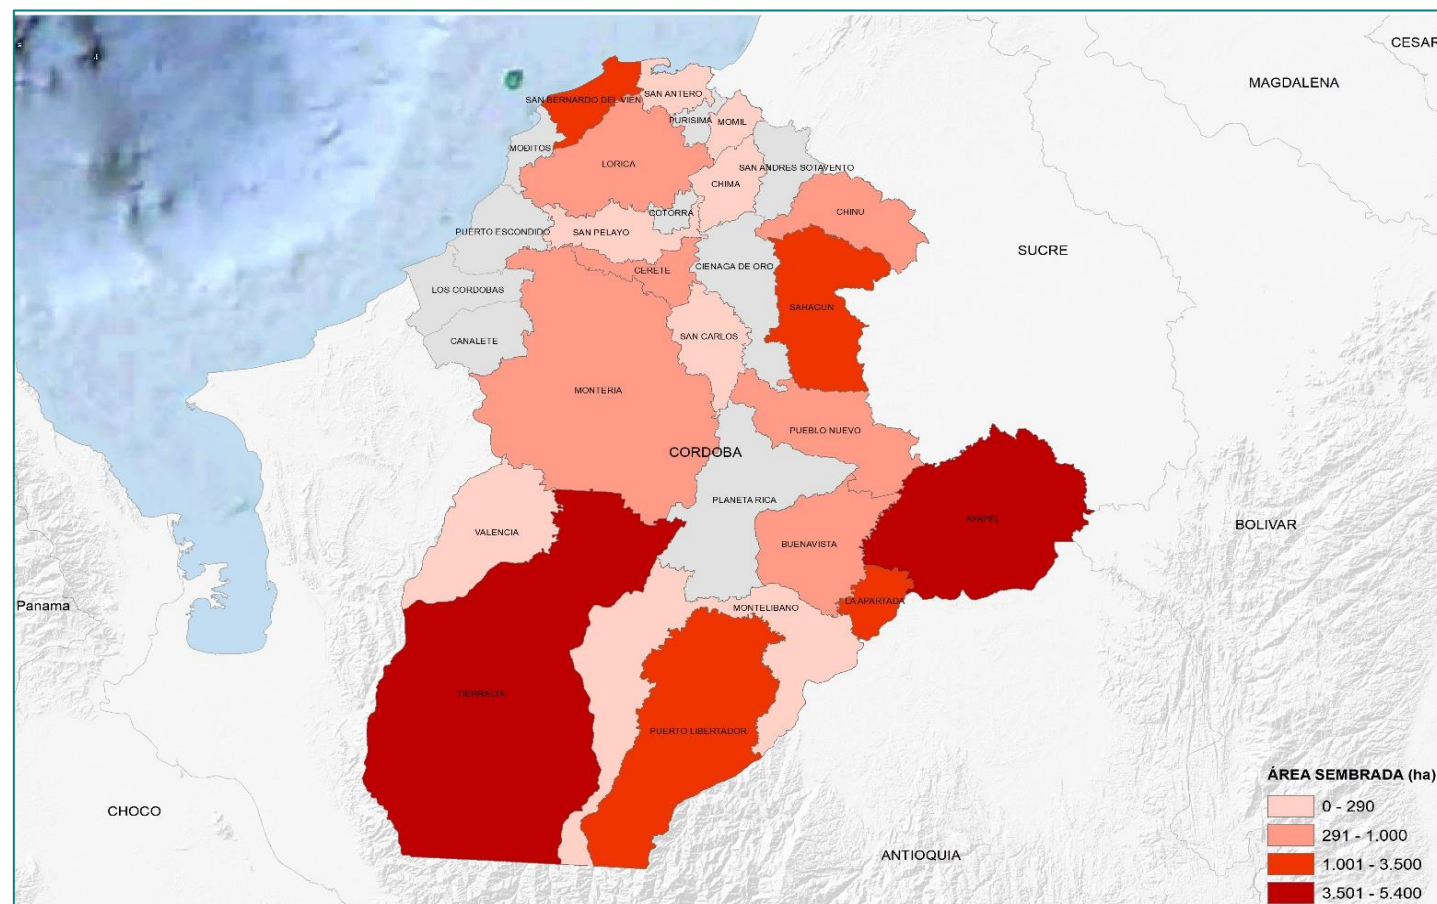 CESAR
MAGDALENA
SAN BERNARDO DEL VIEN
SAN ANTERO
PURISIMA
MOMIL
MOÐITOS
LORICA
SAN ANDRES SOTAVENTO
CHIMA
COTORRA
CHINU
PUERTO ESCONDIDO
SAN PELAYO
SUCRE
CERETE
CIENAGA DE ORO
LOS CORDOBAS
SAHAGUN
CANALETE
SAN CARLOS
MONTERIA
PUEBLO NUEVO
CORDOBA
PLANETA RICA
AYAPEL
BOLIVAR
VALENCIA
BUENAVISTA
LA APARTADA
Panama
MONTELIBANO
TIERRALTA
PUERTO LIBERTADOR
CHOCO
ANTIOQUIA
ÁREA SEMBRADA (ha)
0 - 290
291 - 1.000
1.001 - 3.500
3.501 - 5.400